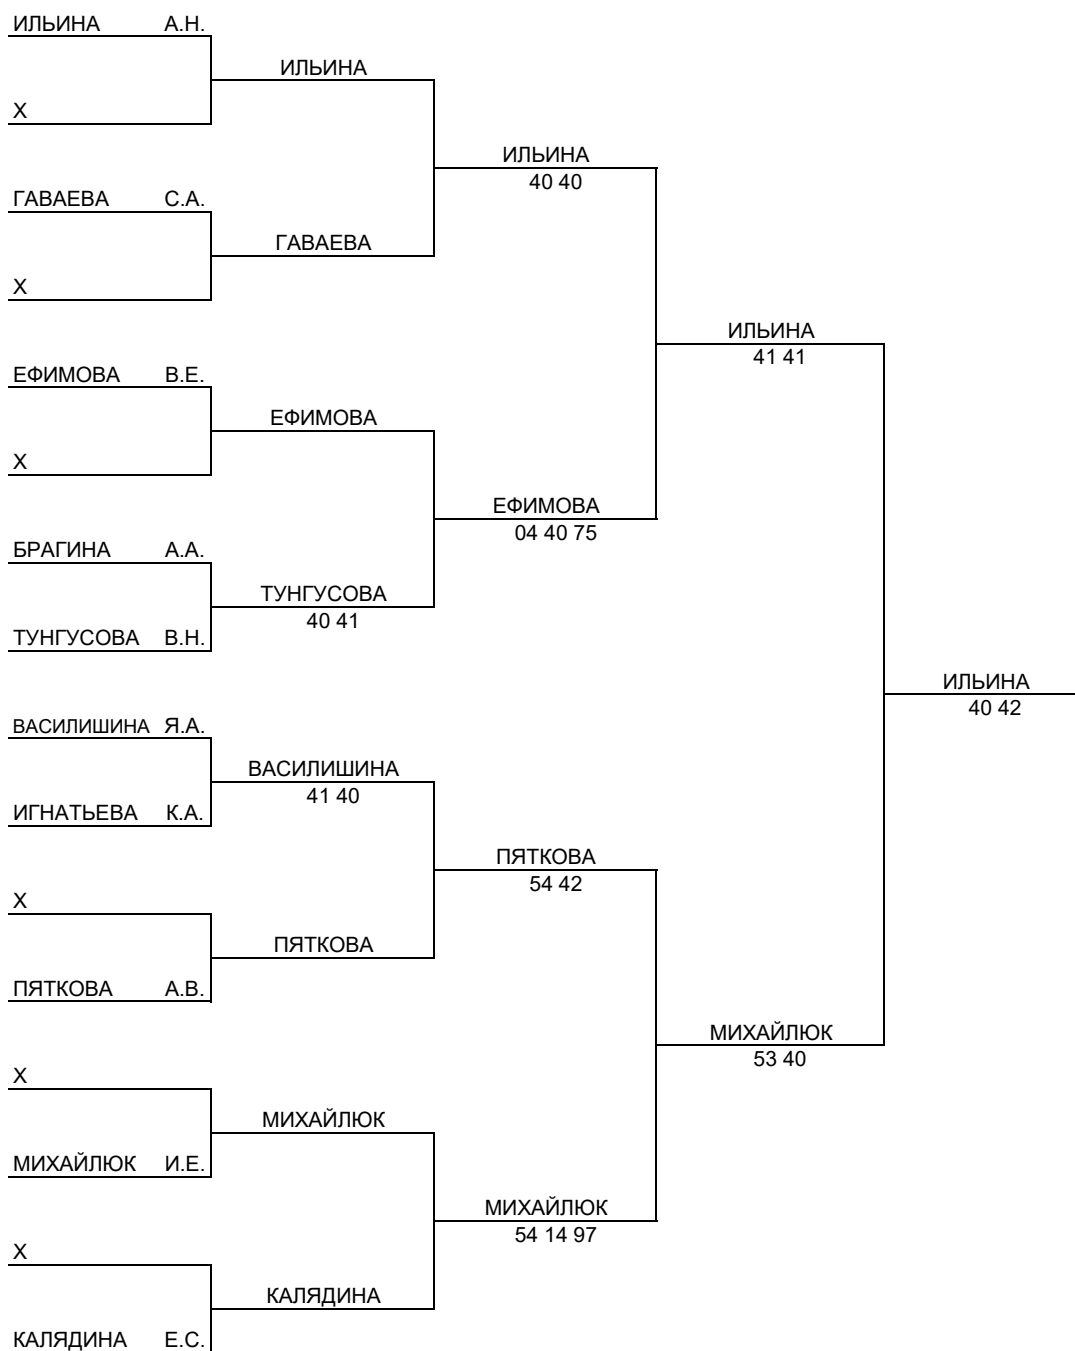 ИЛЬИНА А.Н.
ИЛЬИНА
Х
ИЛЬИНА
40 40
ГАВАЕВА С.А.
ГАВАЕВА
Х
ИЛЬИНА
41 41
ЕФИМОВА В.Е.
ЕФИМОВА
Х
ЕФИМОВА
04 40 75
БРАГИНА А.А.
ТУНГУСОВА
40 41
ТУНГУСОВА В.Н.
ИЛЬИНА
40 42
ВАСИЛИШИНА Я.А.
ВАСИЛИШИНА
41 40
ИГНАТЬЕВА К.А.
ПЯТКОВА
54 42
Х
ПЯТКОВА
ПЯТКОВА А.В.
МИХАЙЛЮК
53 40
Х
МИХАЙЛЮК
МИХАЙЛЮК И.Е.
МИХАЙЛЮК
54 14 97
Х
КАЛЯДИНА
КАЛЯДИНА Е.С.